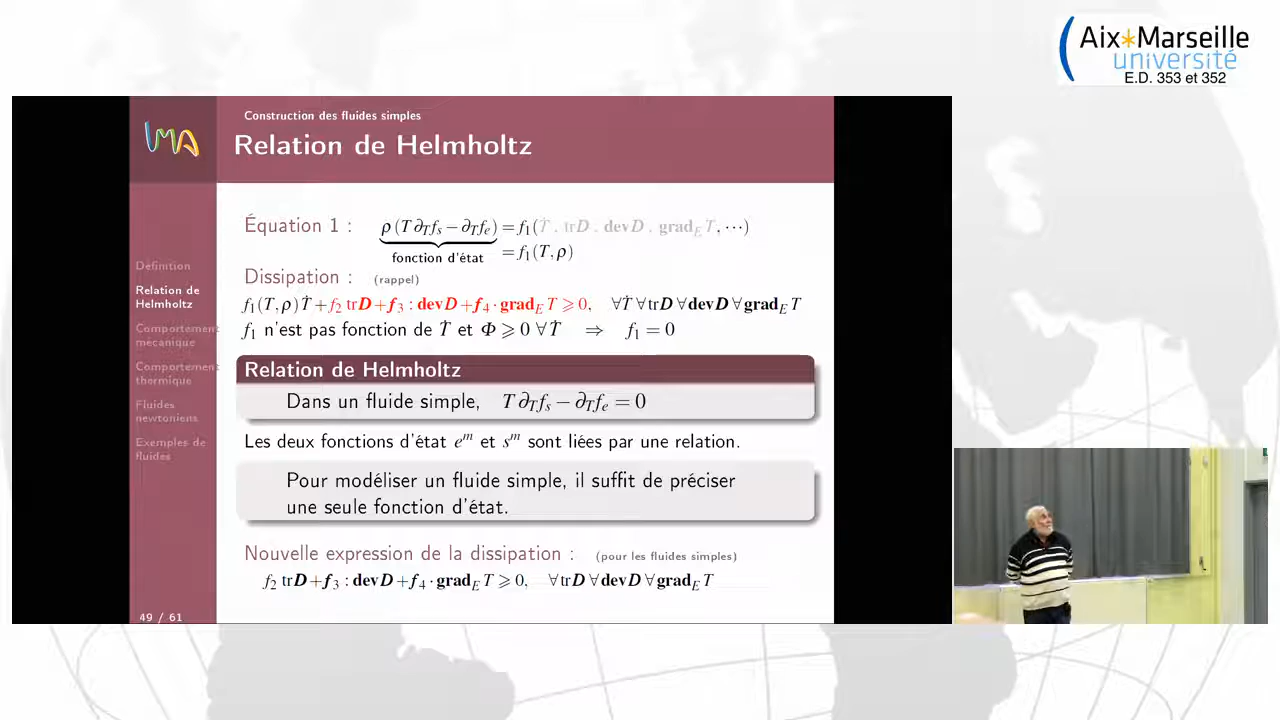 Aix*Marseille
université
E.D. 353 et 352
LMA
Construction des fluides simples
Relation de Helmholtz
Définition
Relation de
Helmholtz
Comportement
mécanique
Comportement
thermique
Fluides
newtoniens
Exemples de
fluides
49 / 61
Équation 1 : ρ (T ∂_T f_s − ∂_T f_e) = f_1(Ṫ , trD , devD , grad_E T, ⋯)
fonction d'état = f_1(T, ρ)
Dissipation : (rappel)
f_1(T, ρ) Ṫ + f_2 trD + f_3 : devD + f_4 · grad_E T ⩾ 0, ∀Ṫ ∀trD ∀devD ∀grad_E T
f_1 n'est pas fonction de Ṫ et Φ ⩾ 0 ∀Ṫ ⇒ f_1 = 0
Relation de Helmholtz
Dans un fluide simple, T ∂_T f_s − ∂_T f_e = 0
Les deux fonctions d'état e^m et s^m sont liées par une relation.
Pour modéliser un fluide simple, il suffit de préciser
une seule fonction d'état.
Nouvelle expression de la dissipation : (pour les fluides simples)
f_2 trD + f_3 : devD + f_4 · grad_E T ⩾ 0, ∀trD ∀devD ∀grad_E T